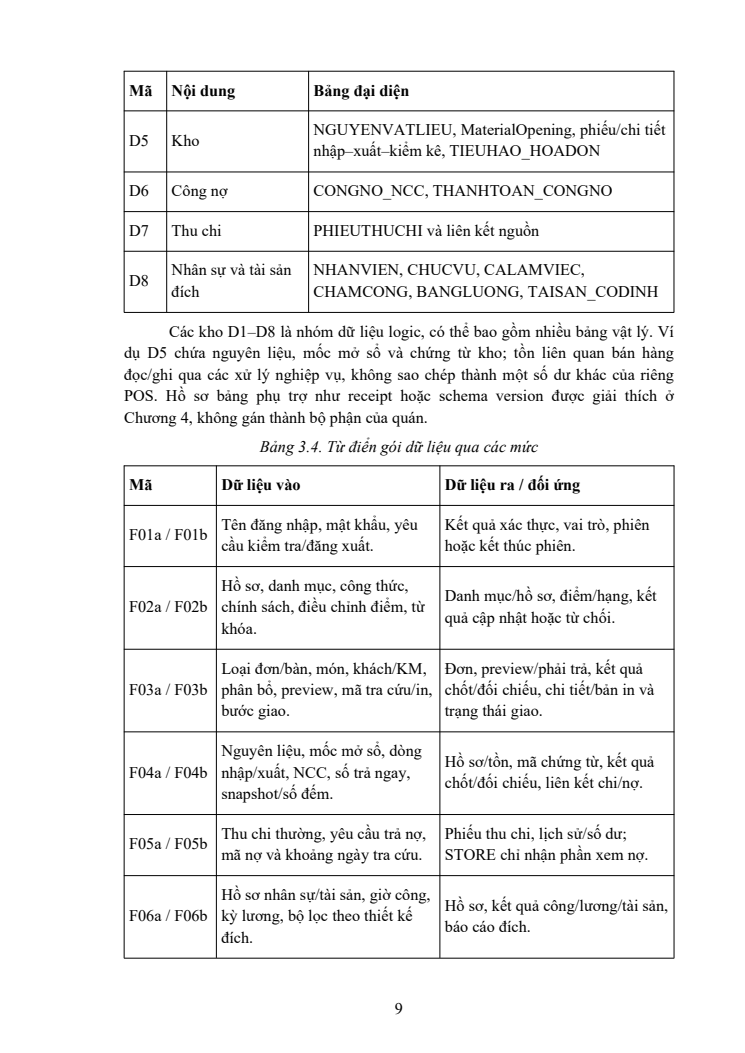 Mã Nội dung Bảng đại diện
D5 Kho NGUYENVATLIEU, MaterialOpening, phiếu/chi tiết
nhập–xuất–kiểm kê, TIEUHAO_HOADON
D6 Công nợ CONGNO_NCC, THANHTOAN_CONGNO
D7 Thu chi PHIEUTHUCHI và liên kết nguồn
D8 Nhân sự và tài sản NHANVIEN, CHUCVU, CALAMVIEC,
đích CHAMCONG, BANGLUONG, TAISAN_CODINH
Các kho D1–D8 là nhóm dữ liệu logic, có thể bao gồm nhiều bảng vật lý. Ví
dụ D5 chứa nguyên liệu, mốc mở sổ và chứng từ kho; tồn liên quan bán hàng
đọc/ghi qua các xử lý nghiệp vụ, không sao chép thành một số dư khác của riêng
POS. Hồ sơ bảng phụ trợ như receipt hoặc schema version được giải thích ở
Chương 4, không gán thành bộ phận của quán.
Bảng 3.4. Từ điển gói dữ liệu qua các mức
Mã Dữ liệu vào Dữ liệu ra / đối ứng
F01a / F01b Tên đăng nhập, mật khẩu, yêu Kết quả xác thực, vai trò, phiên
cầu kiểm tra/đăng xuất. hoặc kết thúc phiên.
Hồ sơ, danh mục, công thức,
F02a / F02b chính sách, điều chỉnh điểm, từ Danh mục/hồ sơ, điểm/hạng, kết
khóa. quả cập nhật hoặc từ chối.
Loại đơn/bàn, món, khách/KM, Đơn, preview/phải trả, kết quả
F03a / F03b phân bổ, preview, mã tra cứu/in, chốt/đối chiếu, chi tiết/bản in và
bước giao. trạng thái giao.
Nguyên liệu, mốc mở sổ, dòng
F04a / F04b nhập/xuất, NCC, số trả ngay, Hồ sơ/tồn, mã chứng từ, kết quả
snapshot/số đếm. chốt/đối chiếu, liên kết chi/nợ.
F05a / F05b Thu chi thường, yêu cầu trả nợ, Phiếu thu chi, lịch sử/số dư;
mã nợ và khoảng ngày tra cứu. STORE chỉ nhận phần xem nợ.
Hồ sơ nhân sự/tài sản, giờ công,
F06a / F06b kỳ lương, bộ lọc theo thiết kế Hồ sơ, kết quả công/lương/tài sản,
đích. báo cáo đích.
9